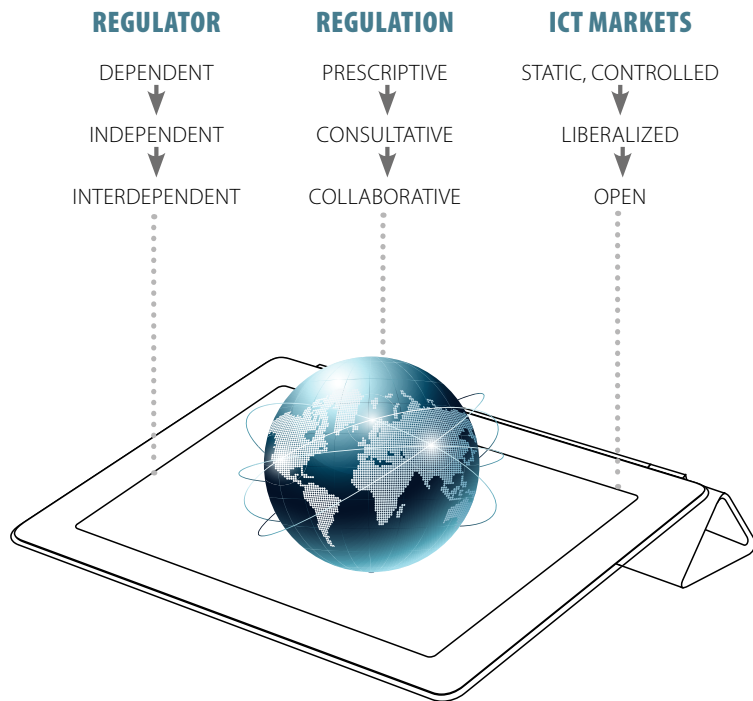 REGULATOR REGULATION ICT MARKETS
DEPENDENT PRESCRIPTIVE STATIC, CONTROLLED
INDEPENDENT CONSULTATIVE LIBERALIZED
INTERDEPENDENT COLLABORATIVE OPEN